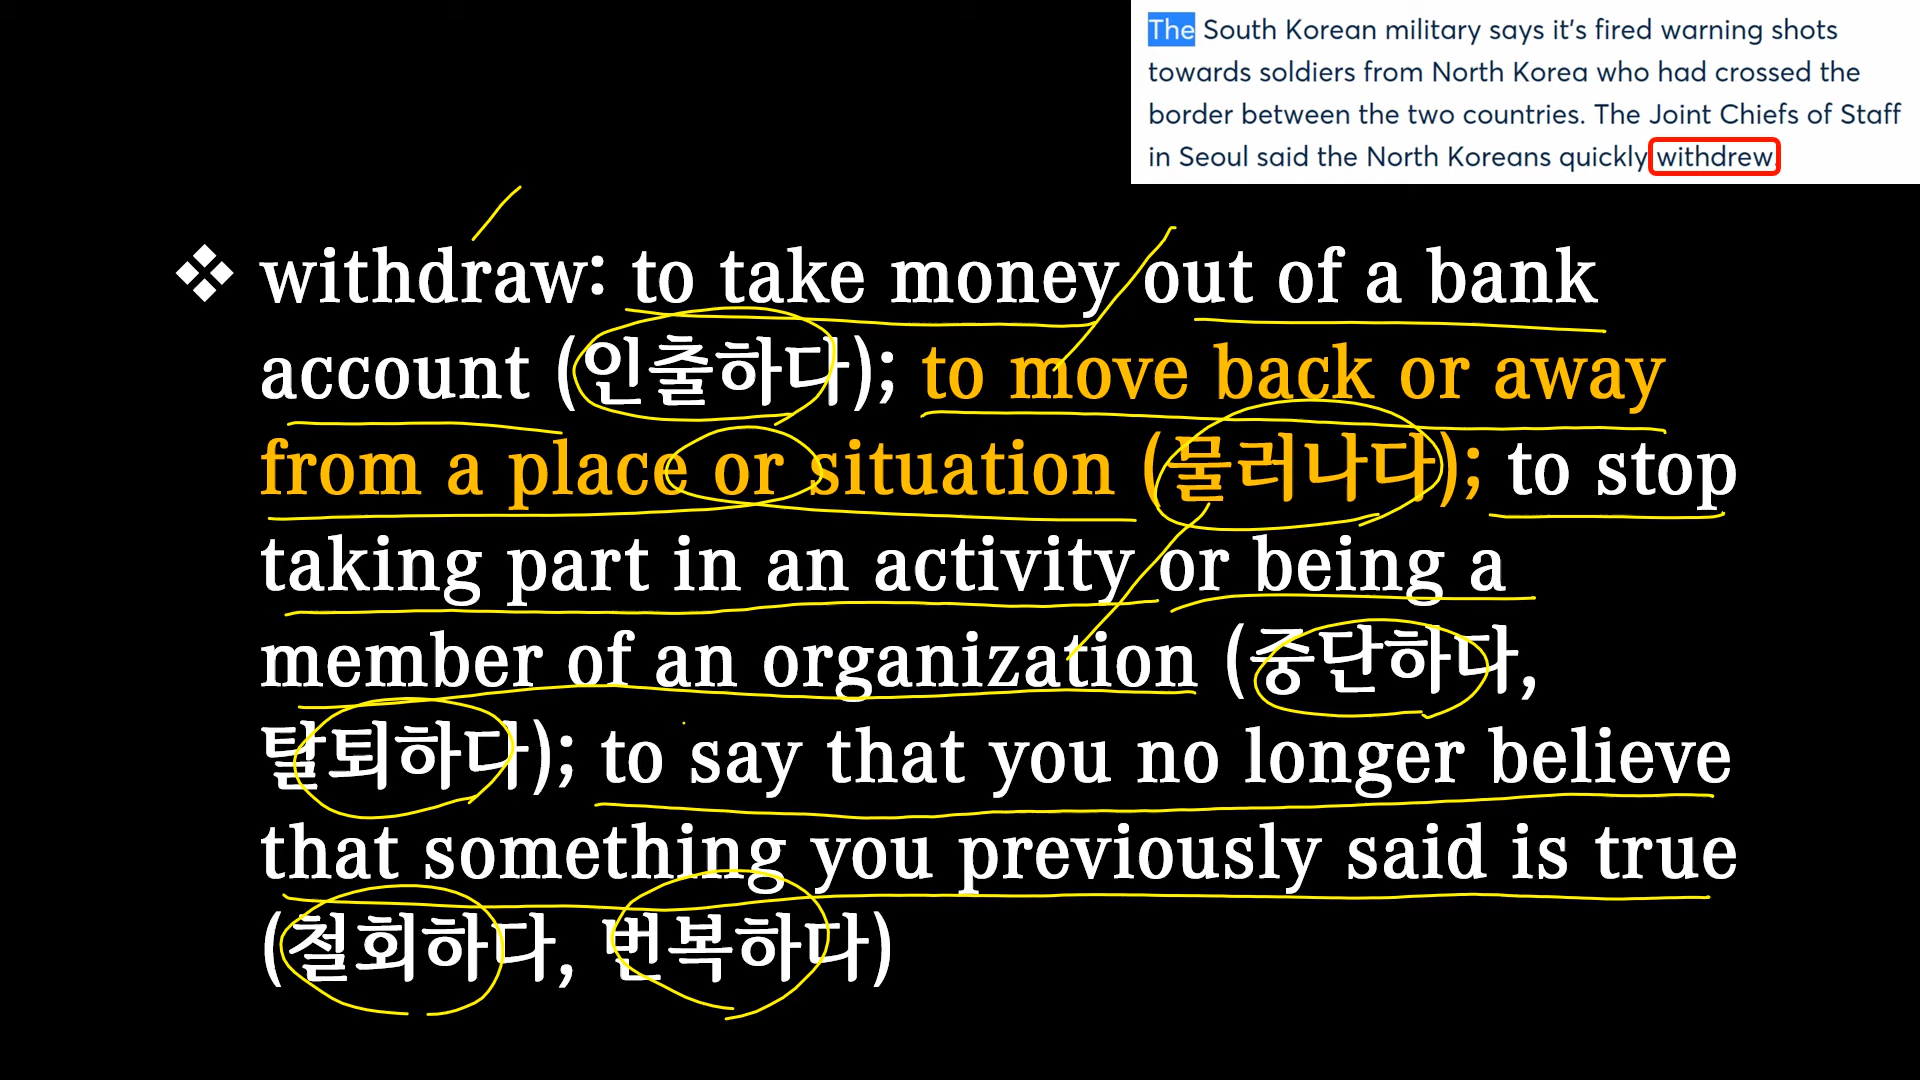 The South Korean military says it's fired warning shots
towards soldiers from North Korea who had crossed the
border between the two countries. The Joint Chiefs of Staff
in Seoul said the North Koreans quickly withdrew.
❖ withdraw: to take money out of a bank
account (인출하다); to move back or away
from a place or situation (물러나다); to stop
taking part in an activity or being a
member of an organization (중단하다,
탈퇴하다); to say that you no longer believe
that something you previously said is true
(철회하다, 번복하다)